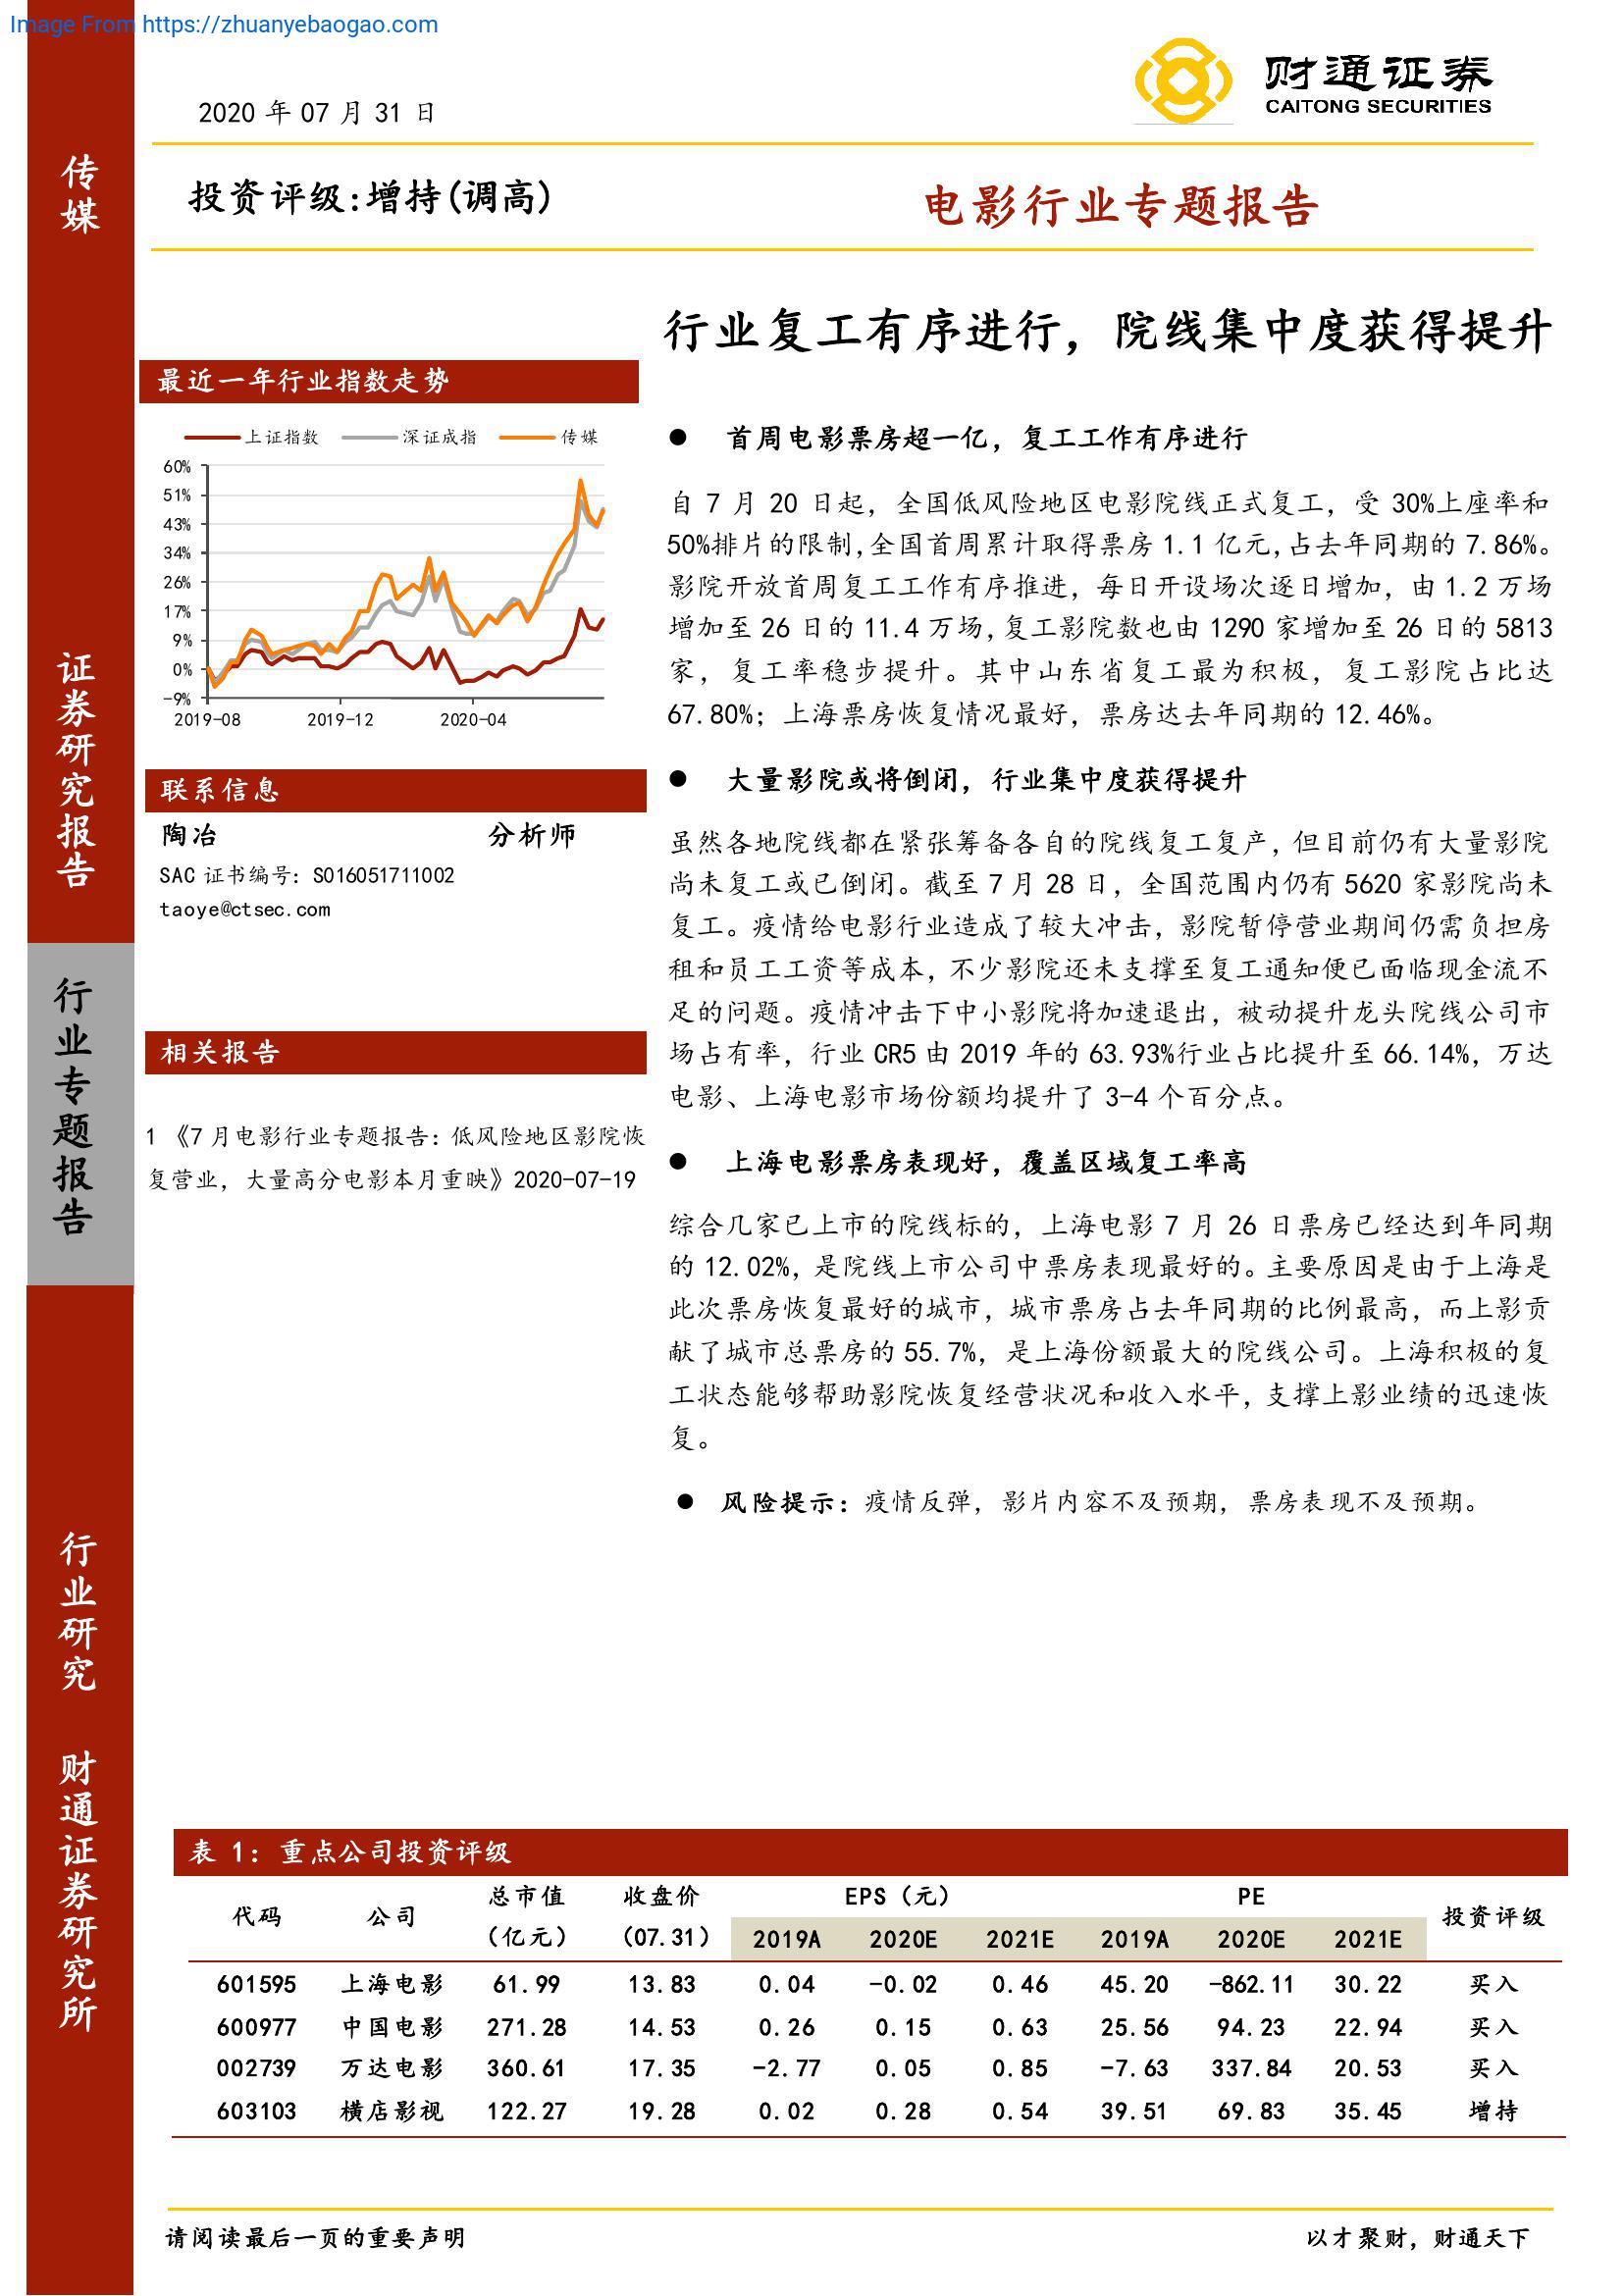 Image From https://zhuanyebaogao.com
2020 年 07 月 31 日
财通证券
CAITONG SECURITIES
传媒
投资评级:增持(调高)
电影行业专题报告
证券研究报告
行业专题报告
行业研究
财通证券研究所
行业复工有序进行，院线集中度获得提升
最近一年行业指数走势
上证指数 深证成指 传媒
60%
51%
43%
34%
26%
17%
9%
0%
-9%
2019-08 2019-12 2020-04
联系信息
陶冶 分析师
SAC 证书编号：S016051711002
taoye@ctsec.com
相关报告
1 《7 月电影行业专题报告：低风险地区影院恢
复营业，大量高分电影本月重映》2020-07-19
● 首周电影票房超一亿，复工工作有序进行
自 7 月 20 日起，全国低风险地区电影院线正式复工，受 30%上座率和
50%排片的限制,全国首周累计取得票房 1.1 亿元,占去年同期的 7.86%。
影院开放首周复工工作有序推进，每日开设场次逐日增加，由 1.2 万场
增加至 26 日的 11.4 万场,复工影院数也由 1290 家增加至 26 日的 5813
家，复工率稳步提升。其中山东省复工最为积极，复工影院占比达
67.80%；上海票房恢复情况最好，票房达去年同期的 12.46%。
● 大量影院或将倒闭，行业集中度获得提升
虽然各地院线都在紧张筹备各自的院线复工复产，但目前仍有大量影院
尚未复工或已倒闭。截至 7 月 28 日，全国范围内仍有 5620 家影院尚未
复工。疫情给电影行业造成了较大冲击，影院暂停营业期间仍需负担房
租和员工工资等成本，不少影院还未支撑至复工通知便已面临现金流不
足的问题。疫情冲击下中小影院将加速退出，被动提升龙头院线公司市
场占有率，行业 CR5 由 2019 年的 63.93%行业占比提升至 66.14%，万达
电影、上海电影市场份额均提升了 3-4 个百分点。
● 上海电影票房表现好，覆盖区域复工率高
综合几家已上市的院线标的，上海电影 7 月 26 日票房已经达到年同期
的 12.02%，是院线上市公司中票房表现最好的。主要原因是由于上海是
此次票房恢复最好的城市，城市票房占去年同期的比例最高，而上影贡
献了城市总票房的 55.7%，是上海份额最大的院线公司。上海积极的复
工状态能够帮助影院恢复经营状况和收入水平，支撑上影业绩的迅速恢
复。
● 风险提示：疫情反弹，影片内容不及预期，票房表现不及预期。
表 1：重点公司投资评级
代码 公司 总市值（亿元） 收盘价（07.31） EPS（元） PE 投资评级
2019A 2020E 2021E 2019A 2020E 2021E
601595 上海电影 61.99 13.83 0.04 -0.02 0.46 45.20 -862.11 30.22 买入
600977 中国电影 271.28 14.53 0.26 0.15 0.63 25.56 94.23 22.94 买入
002739 万达电影 360.61 17.35 -2.77 0.05 0.85 -7.63 337.84 20.53 买入
603103 横店影视 122.27 19.28 0.02 0.28 0.54 39.51 69.83 35.45 增持
请阅读最后一页的重要声明
以才聚财，财通天下